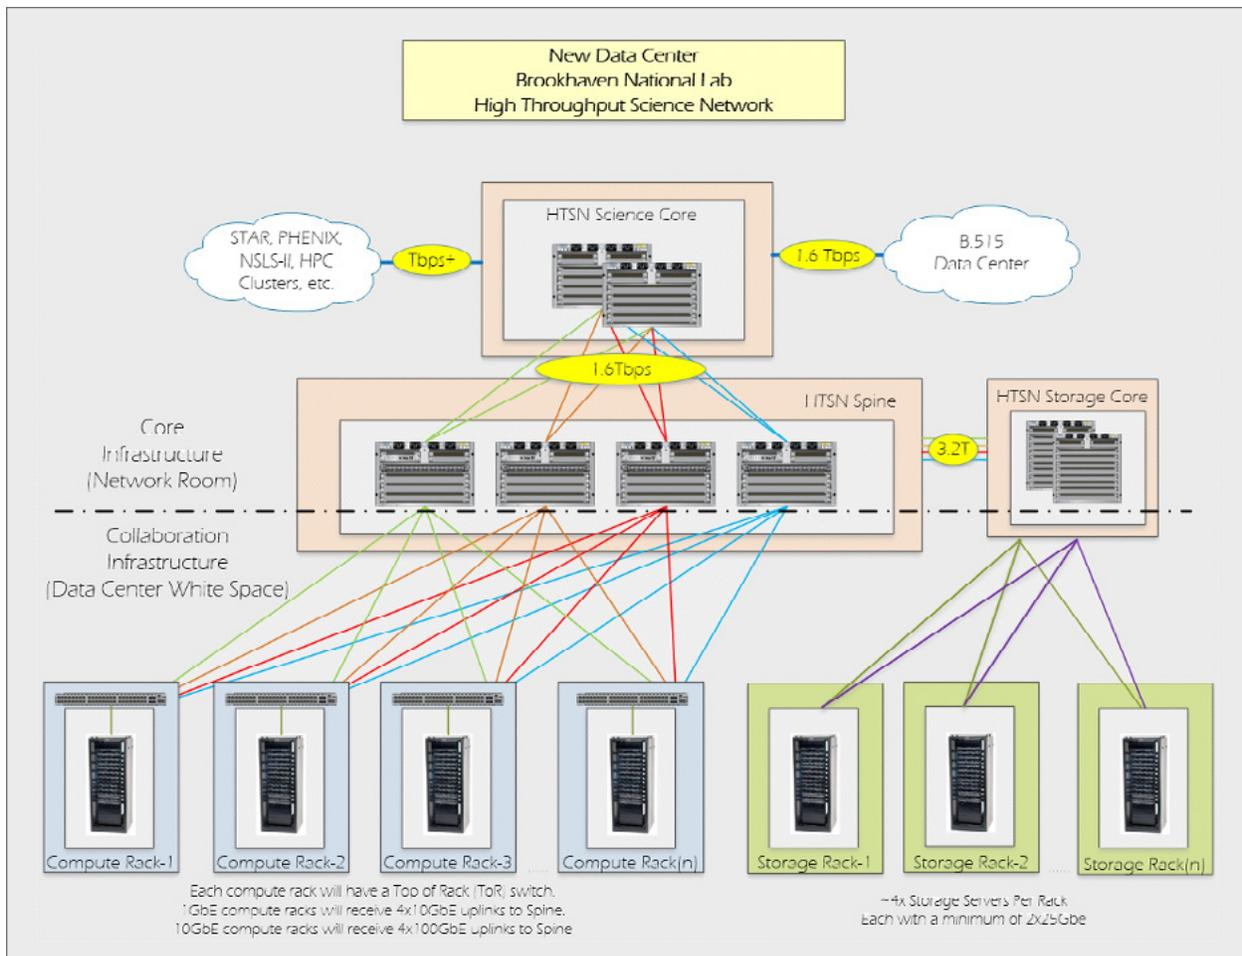 New Data Center
Brookhaven National Lab
High Throughput Science Network
HTSN Science Core
STAR, PHENIX,
NSLS-II, HPC
Clusters, etc.
Tbps+
1.6 Tbps
B.515
Data Center
1.6Tbps
HTSN Spine
HTSN Storage Core
3.2T
Core
Infrastructure
(Network Room)
Collaboration
Infrastructure
(Data Center White Space)
Compute Rack-1
Compute Rack-2
Compute Rack-3
......
Compute Rack(n)
Storage Rack-1
Storage Rack-2
......
Storage Rack(n)
Each compute rack will have a Top of Rack (ToR) switch.
1GbE compute racks will receive 4x10GbE uplinks to Spine.
10GbE compute racks will receive 4x100GbE uplinks to Spine
~4x Storage Servers Per Rack
Each with a minimum of 2x25Gbe